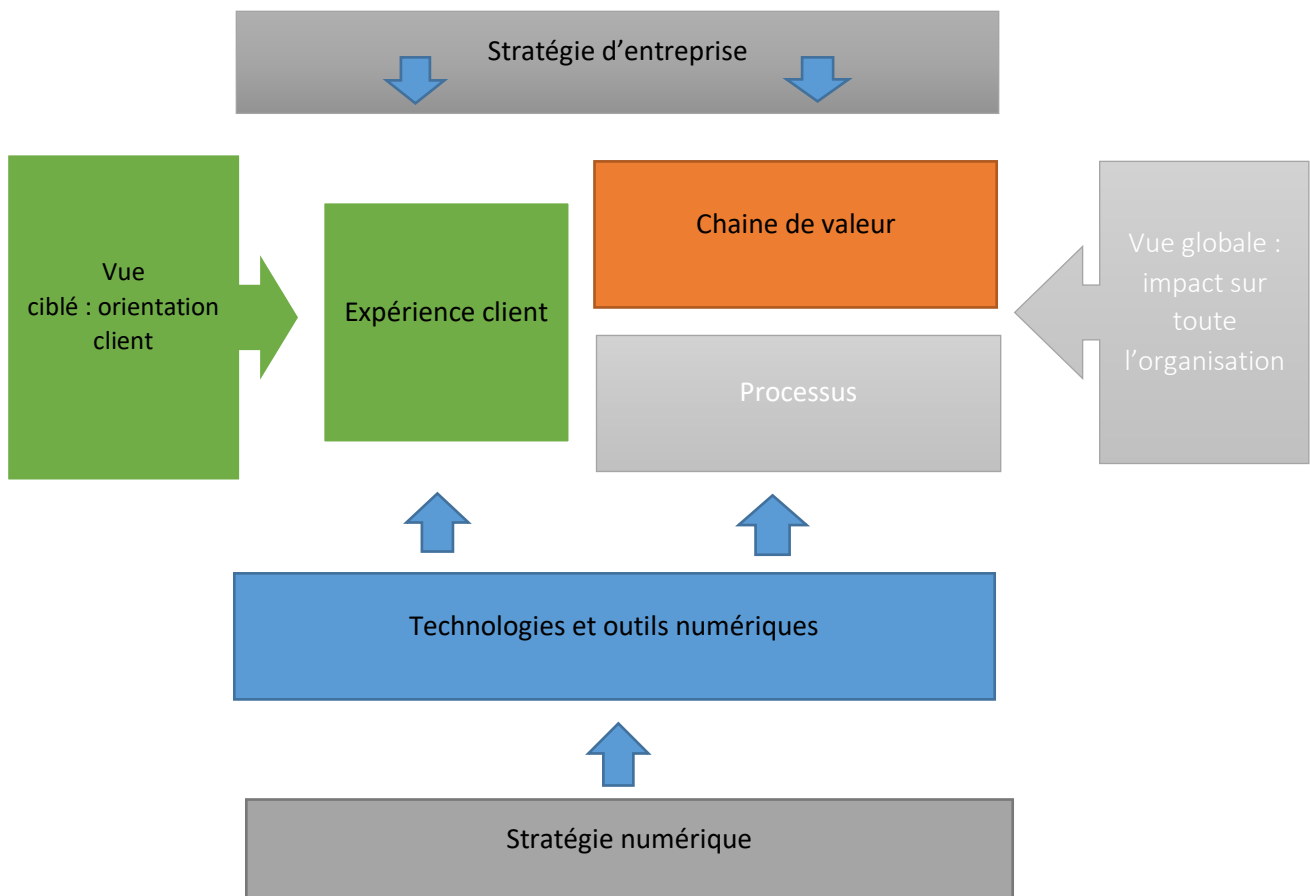 Stratégie d’entreprise
Vue
ciblé : orientation
client
Expérience client
Chaine de valeur
Processus
Vue globale :
impact sur
toute
l’organisation
Technologies et outils numériques
Stratégie numérique